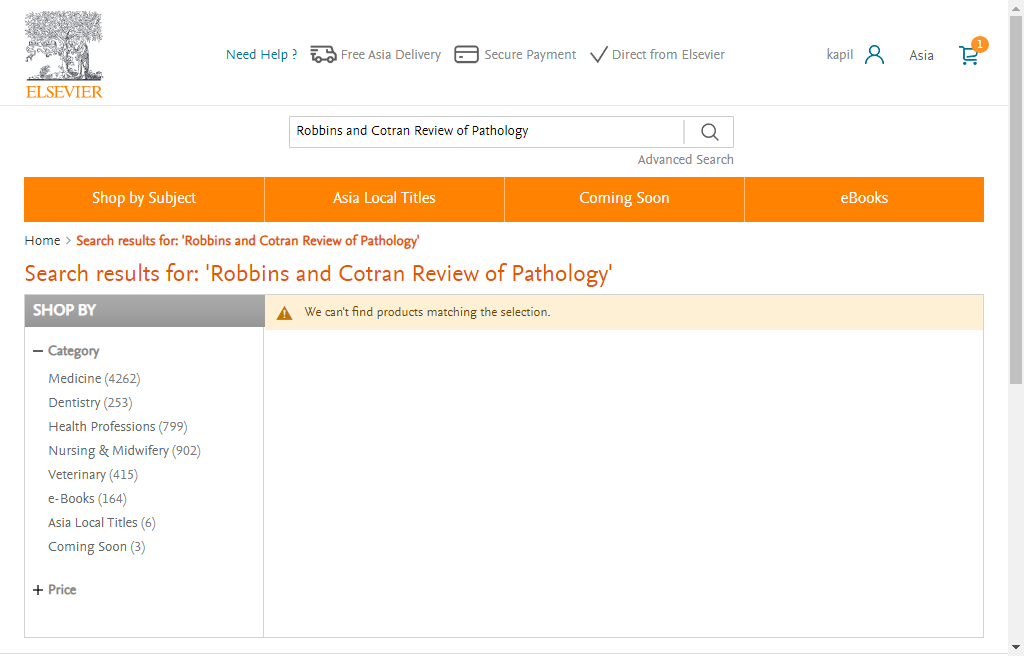 ELSEVIER
Need Help ?
Free Asia Delivery
Secure Payment
Direct from Elsevier
kapil
Asia
1
Robbins and Cotran Review of Pathology
Advanced Search
Shop by Subject
Asia Local Titles
Coming Soon
eBooks
Home > Search results for: 'Robbins and Cotran Review of Pathology'
Search results for: 'Robbins and Cotran Review of Pathology'
SHOP BY
We can't find products matching the selection.
Category
Medicine (4262)
Dentistry (253)
Health Professions (799)
Nursing & Midwifery (902)
Veterinary (415)
e-Books (164)
Asia Local Titles (6)
Coming Soon (3)
Price